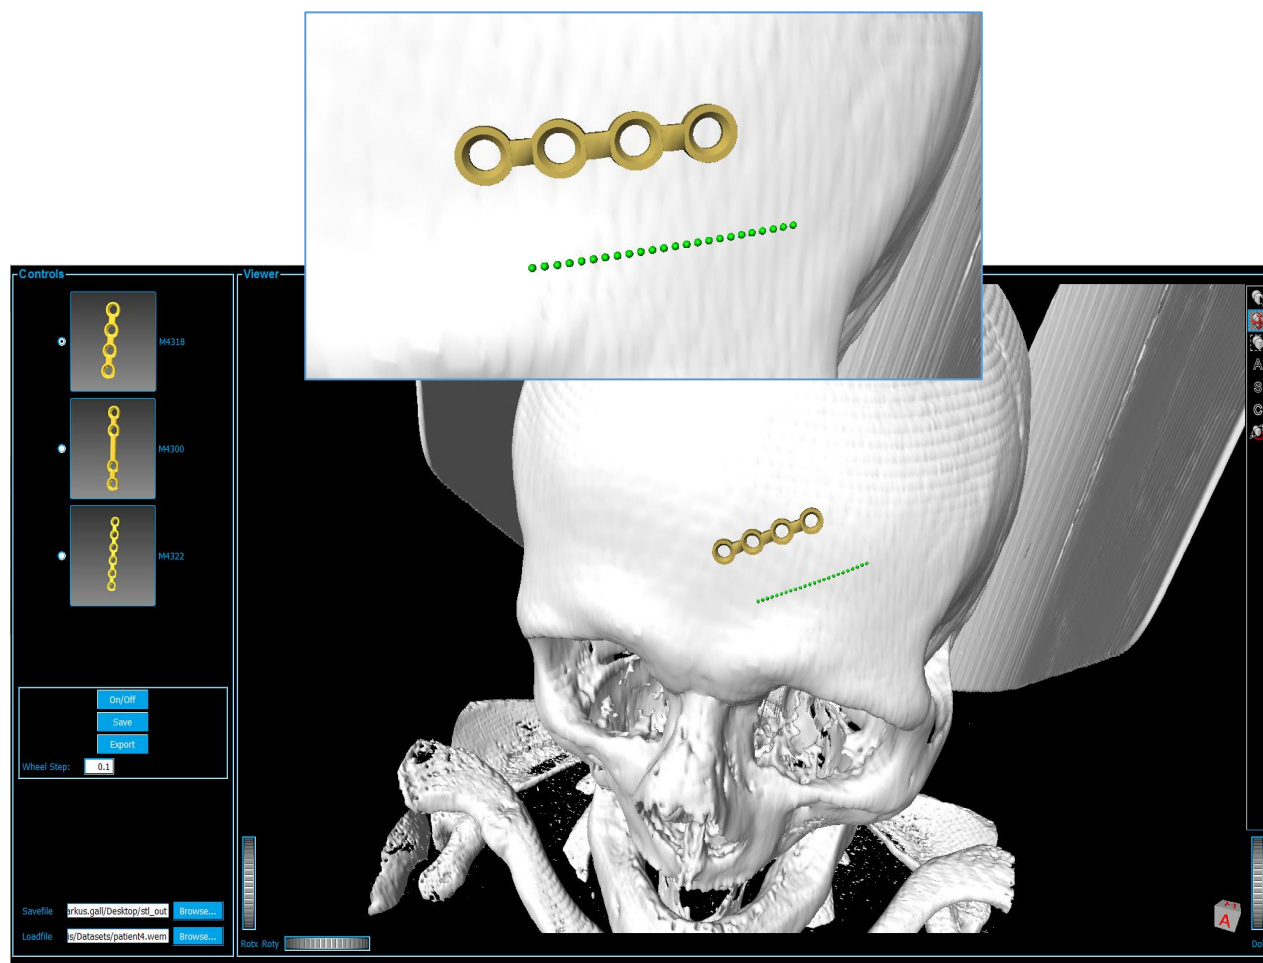 Controls
Viewer
M4318
M4300
M4322
On/Off
Save
Export
Wheel Step: 0.1
Savefile arkus.gall/Desktop/stl_out Browse...
Loadfile is/Datasets/patient4.wem Browse...
Rotx Roty
A
S
C
A